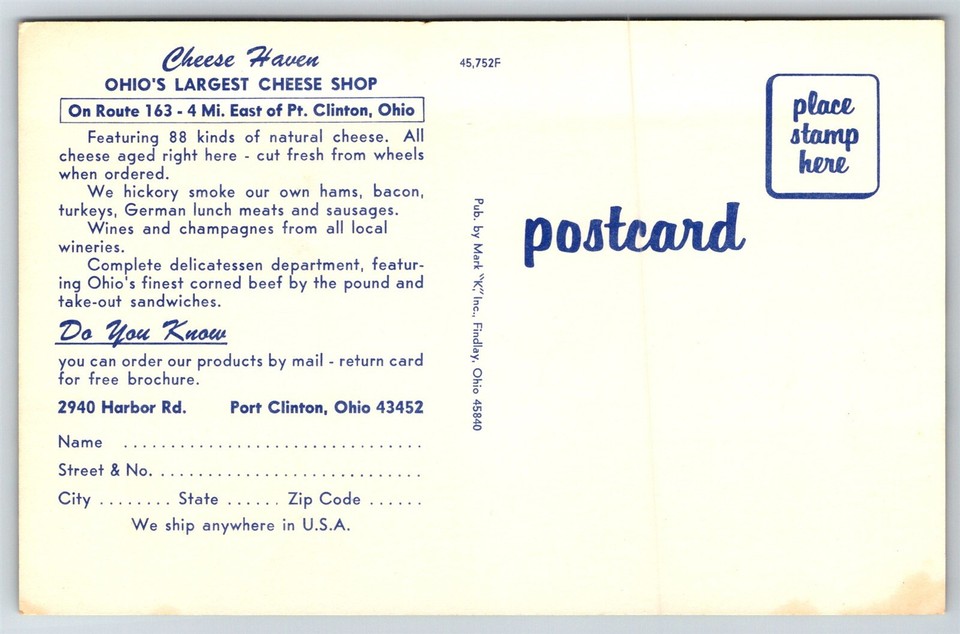 Cheese Haven
OHIO'S LARGEST CHEESE SHOP
On Route 163 - 4 Mi. East of Pt. Clinton, Ohio
Featuring 88 kinds of natural cheese. All
cheese aged right here - cut fresh from wheels
when ordered.
We hickory smoke our own hams, bacon,
turkeys, German lunch meats and sausages.
Wines and champagnes from all local
wineries.
Complete delicatessen department, featur-
ing Ohio's finest corned beef by the pound and
take-out sandwiches.
Do You Know
you can order our products by mail - return card
for free brochure.
2940 Harbor Rd. Port Clinton, Ohio 43452
Name ..............................
Street & No. ...........................
City ........ State ...... Zip Code ......
We ship anywhere in U.S.A.
45,752F
Pub. by Mark "K," Inc., Findlay, Ohio 45840
postcard
place
stamp
here